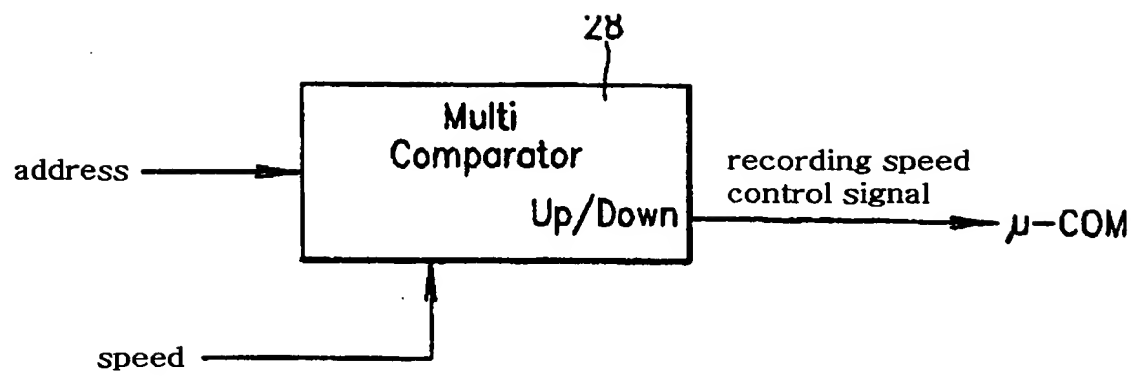 28
Multi
Comparator
address
recording speed
control signal
Up/Down
μ-COM
speed